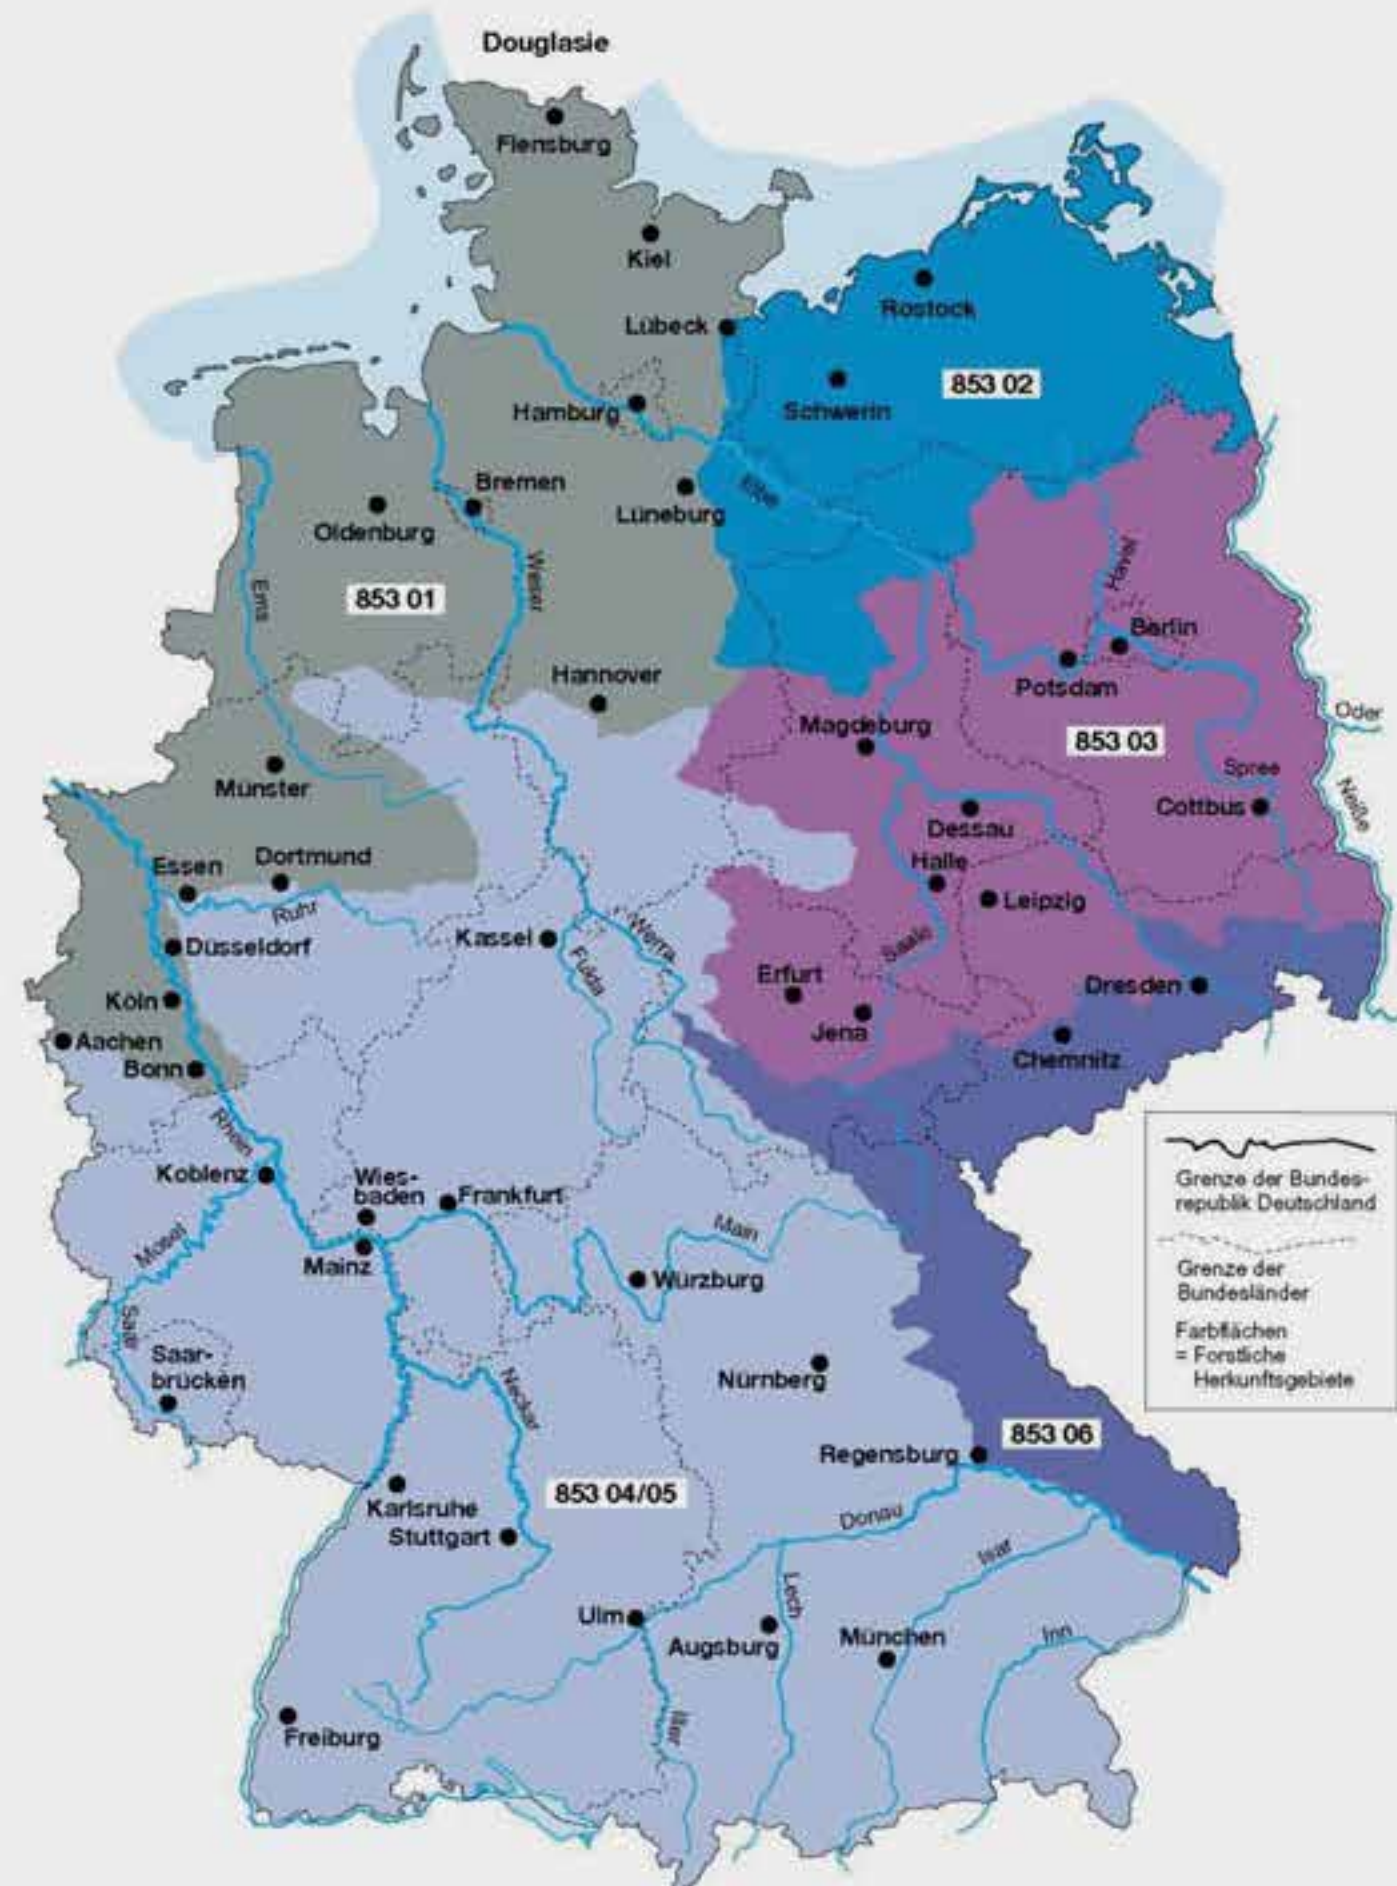 Douglasie
Flensburg
Kiel
Lübeck
Rostock
Schwerin
853 02
Hamburg
Elbe
Bremen
Lüneburg
Oldenburg
Weser
Ems
853 01
Havel
Berlin
Hannover
Potsdam
Oder
Magdeburg
853 03
Münster
Spree
Neiße
Cottbus
Dessau
Essen
Dortmund
Halle
Ruhr
Leipzig
Kassel
Werra
Düsseldorf
Fulda
Saale
Erfurt
Köln
Dresden
Jena
Aachen
Chemnitz
Bonn
Rhein
Koblenz
Wies-
baden
Frankfurt
Mosel
Main
Mainz
Würzburg
Saar
Saar-
brücken
Neckar
Nürnberg
Grenze der Bundes-
republik Deutschland
Grenze der
Bundesländer
Farbflächen
= Forstliche
Herkunftsgebiete
853 06
Regensburg
853 04/05
Karlsruhe
Stuttgart
Donau
Isar
Lech
Ulm
Augsburg
München
Inn
Iller
Freiburg